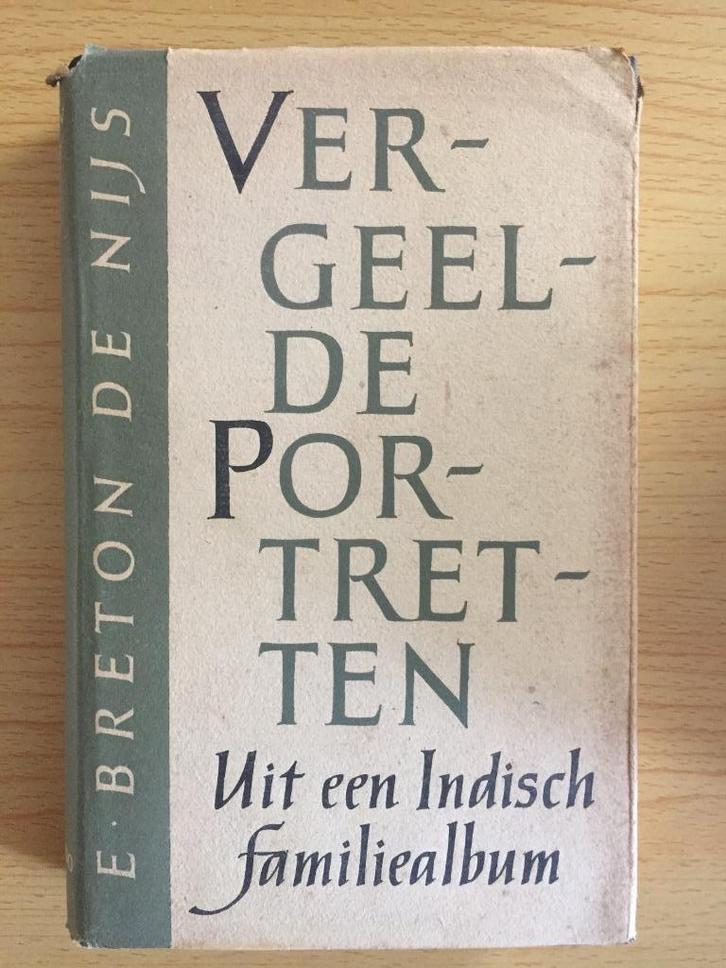 E. BRETON DE NIJS
VER-
GEEL-
DE
POR-
TRET-
TEN
Uit een Indisch
familiealbum